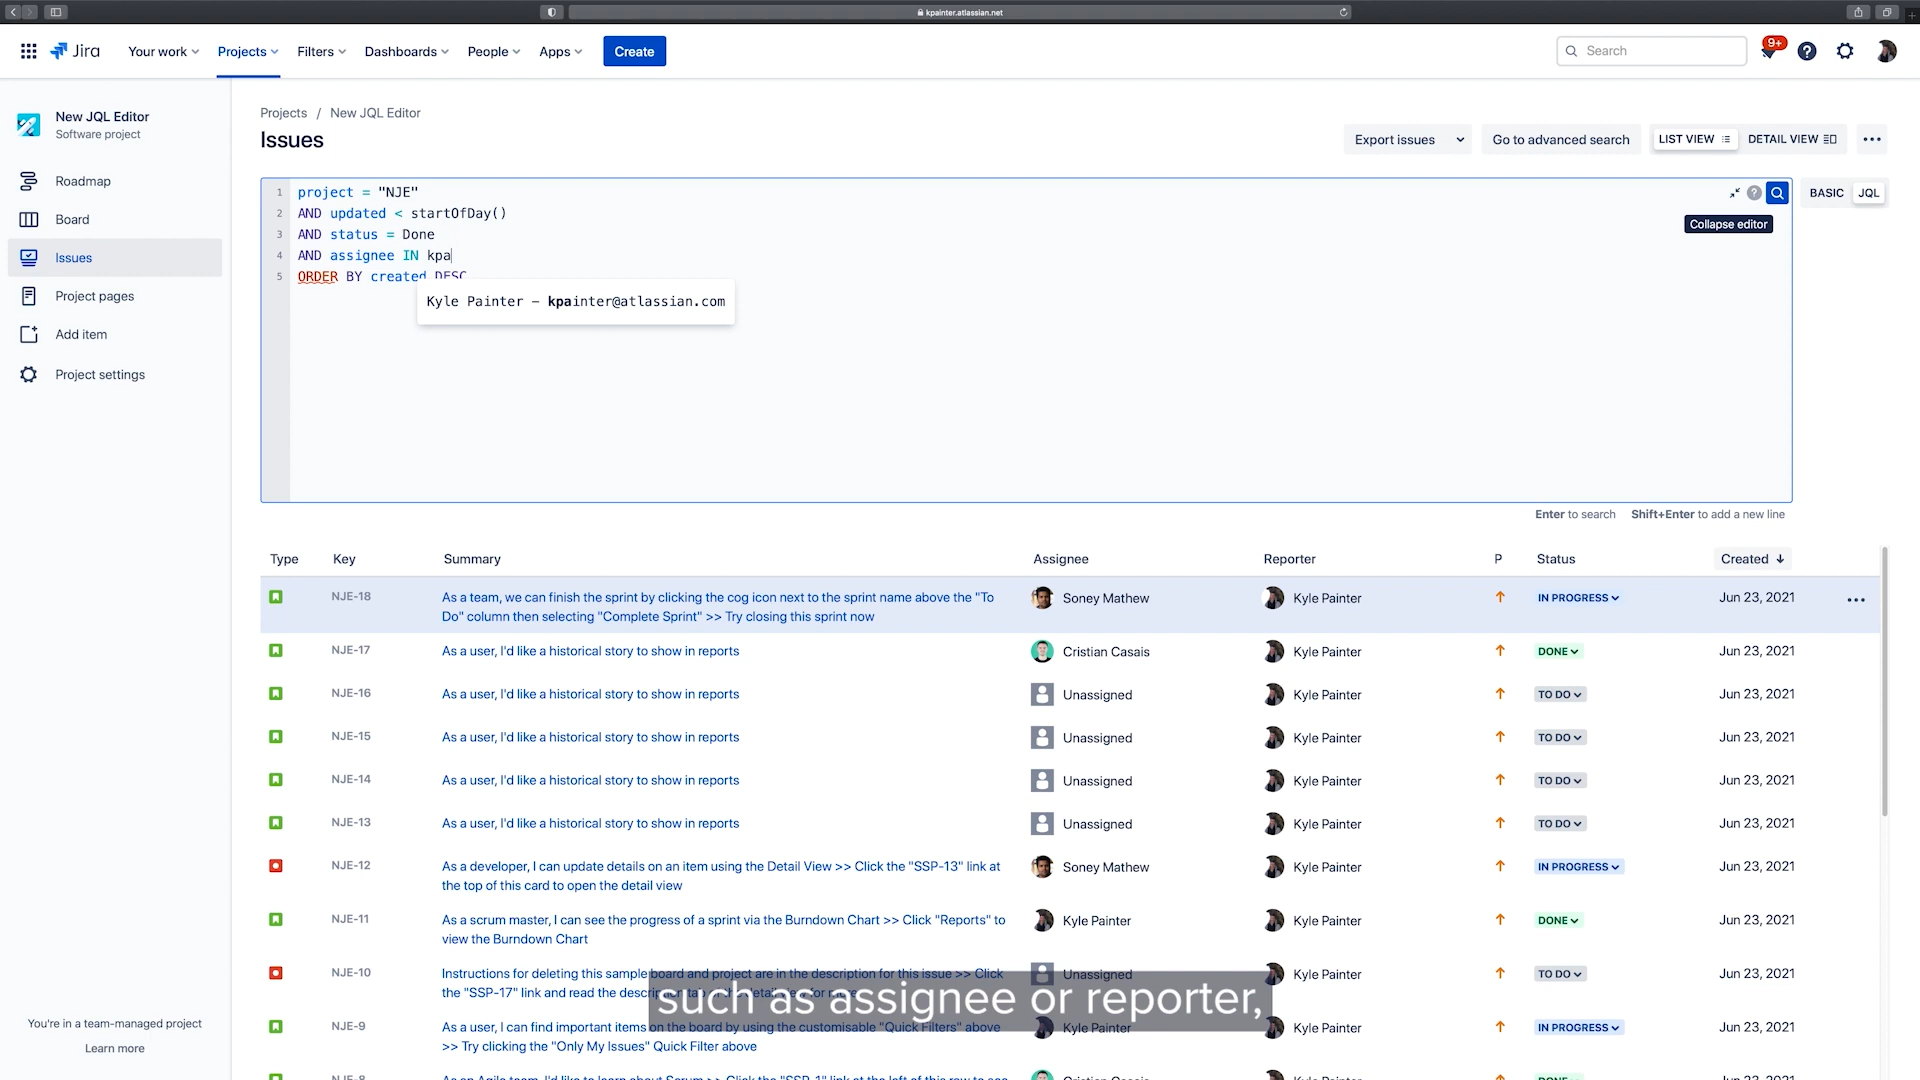 kpainter.atlassian.net
Jira
Your work
Projects
Filters
Dashboards
People
Apps
Create
Search
9+
New JQL Editor
Software project
Roadmap
Board
Issues
Project pages
Add item
Project settings
You're in a team-managed project
Learn more
Projects / New JQL Editor
Issues
Export issues
Go to advanced search
LIST VIEW
DETAIL VIEW
BASIC
JQL
Collapse editor
1 project = "NJE"
2 AND updated < startOfDay()
3 AND status = Done
4 AND assignee IN kpa
5 ORDER BY created DESC
Kyle Painter – kpainter@atlassian.com
Enter to search Shift+Enter to add a new line
Type Key Summary Assignee Reporter P Status Created
NJE-18 As a team, we can finish the sprint by clicking the cog icon next to the sprint name above the "To Soney Mathew Kyle Painter IN PROGRESS Jun 23, 2021
Do" column then selecting "Complete Sprint" >> Try closing this sprint now
NJE-17 As a user, I'd like a historical story to show in reports Cristian Casais Kyle Painter DONE Jun 23, 2021
NJE-16 As a user, I'd like a historical story to show in reports Unassigned Kyle Painter TO DO Jun 23, 2021
NJE-15 As a user, I'd like a historical story to show in reports Unassigned Kyle Painter TO DO Jun 23, 2021
NJE-14 As a user, I'd like a historical story to show in reports Unassigned Kyle Painter TO DO Jun 23, 2021
NJE-13 As a user, I'd like a historical story to show in reports Unassigned Kyle Painter TO DO Jun 23, 2021
NJE-12 As a developer, I can update details on an item using the Detail View >> Click the "SSP-13" link at Soney Mathew Kyle Painter IN PROGRESS Jun 23, 2021
the top of this card to open the detail view
NJE-11 As a scrum master, I can see the progress of a sprint via the Burndown Chart >> Click "Reports" to Kyle Painter Kyle Painter DONE Jun 23, 2021
view the Burndown Chart
NJE-10 Instructions for deleting this sample board and project are in the description for this issue >> Click Unassigned Kyle Painter TO DO Jun 23, 2021
the "SSP-17" link and read the description tab of the detail view for more
such as assignee or reporter,
NJE-9 As a user, I can find important items on the board by using the customisable "Quick Filters" above Kyle Painter Kyle Painter IN PROGRESS Jun 23, 2021
>> Try clicking the "Only My Issues" Quick Filter above